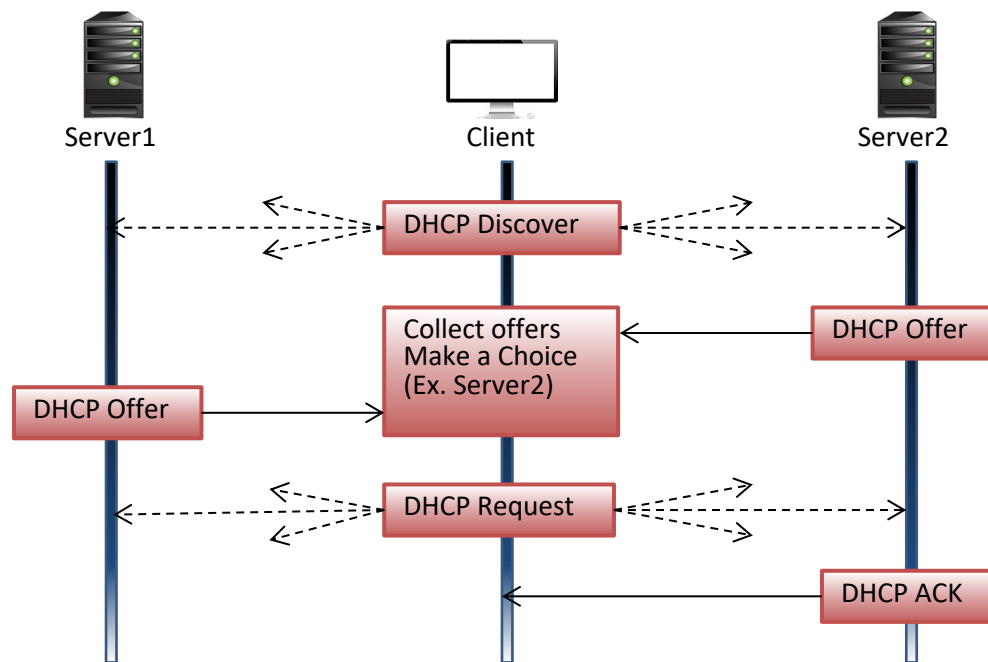 Server1
Client
Server2
DHCP Discover
Collect offers
Make a Choice
(Ex. Server2)
DHCP Offer
DHCP Offer
DHCP Request
DHCP ACK